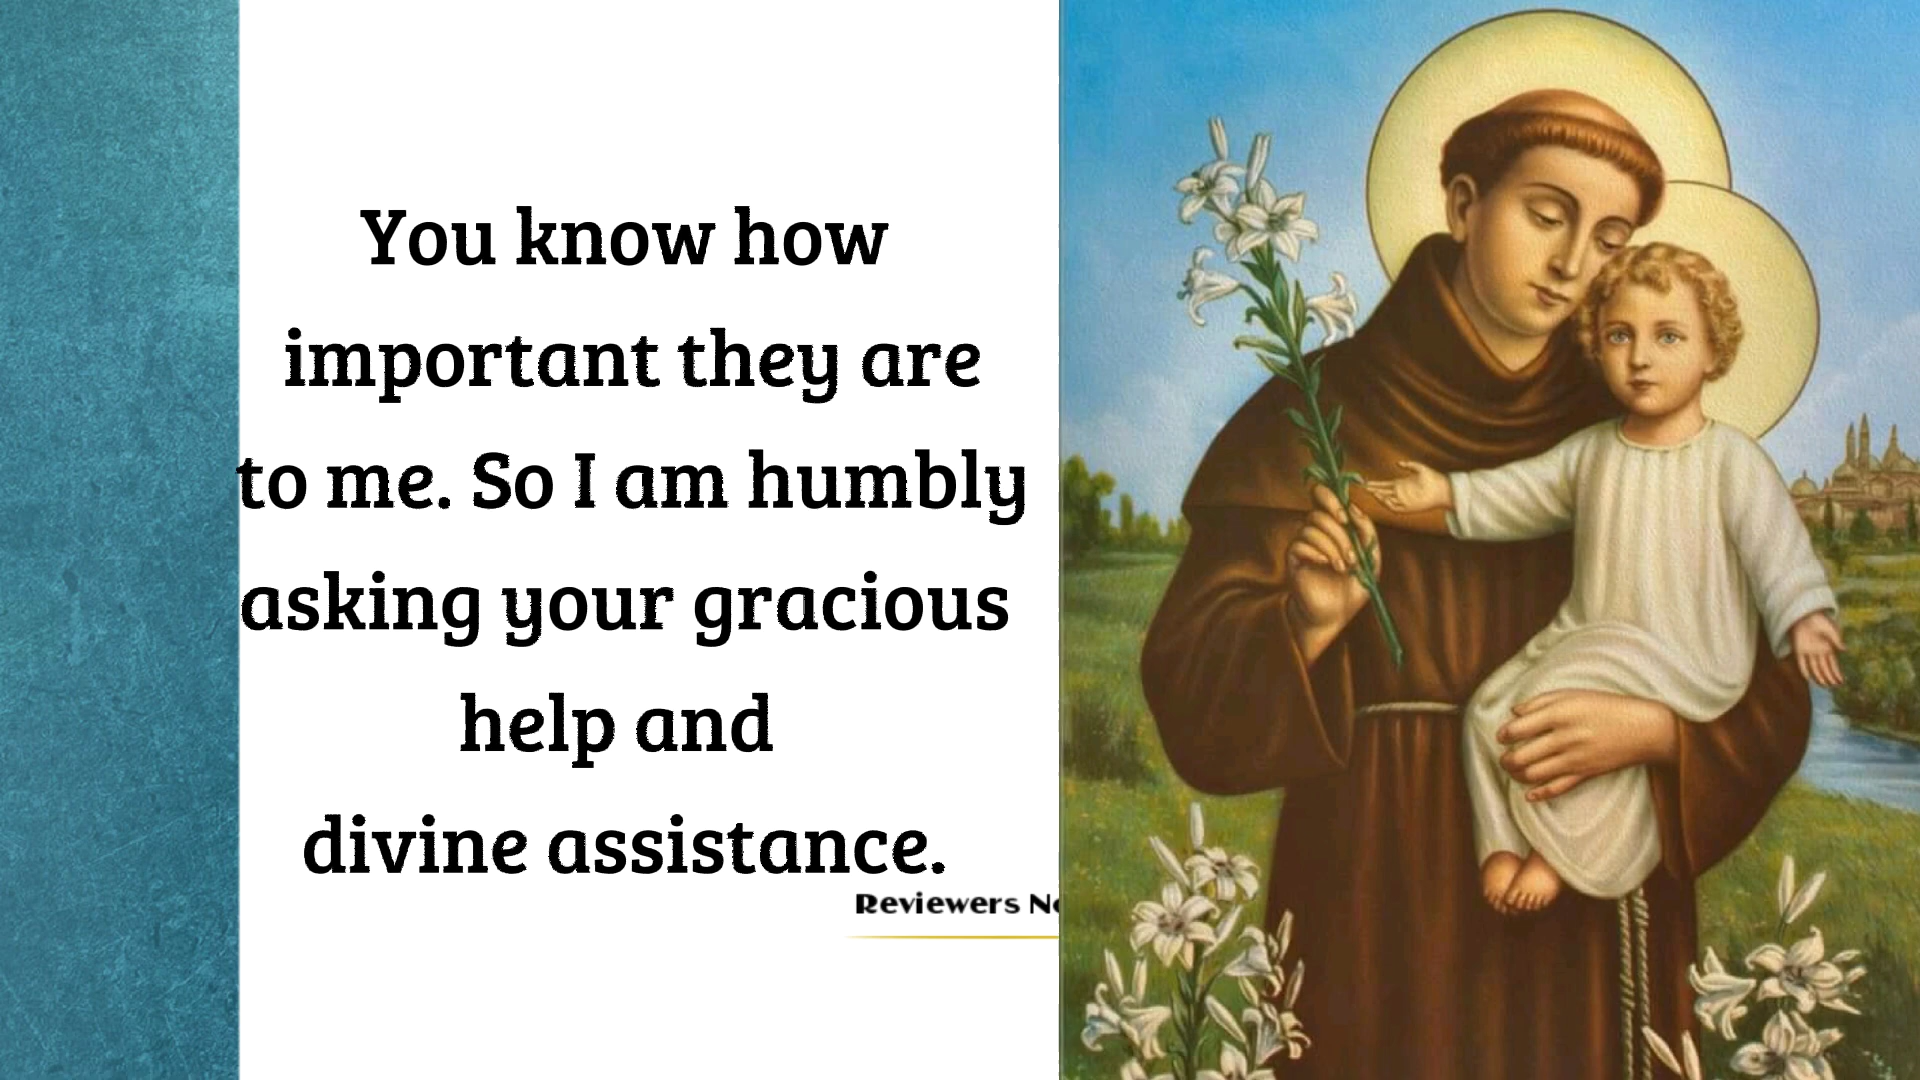 You know how
important they are
to me. So I am humbly
asking your gracious
help and
divine assistance.
Reviewers